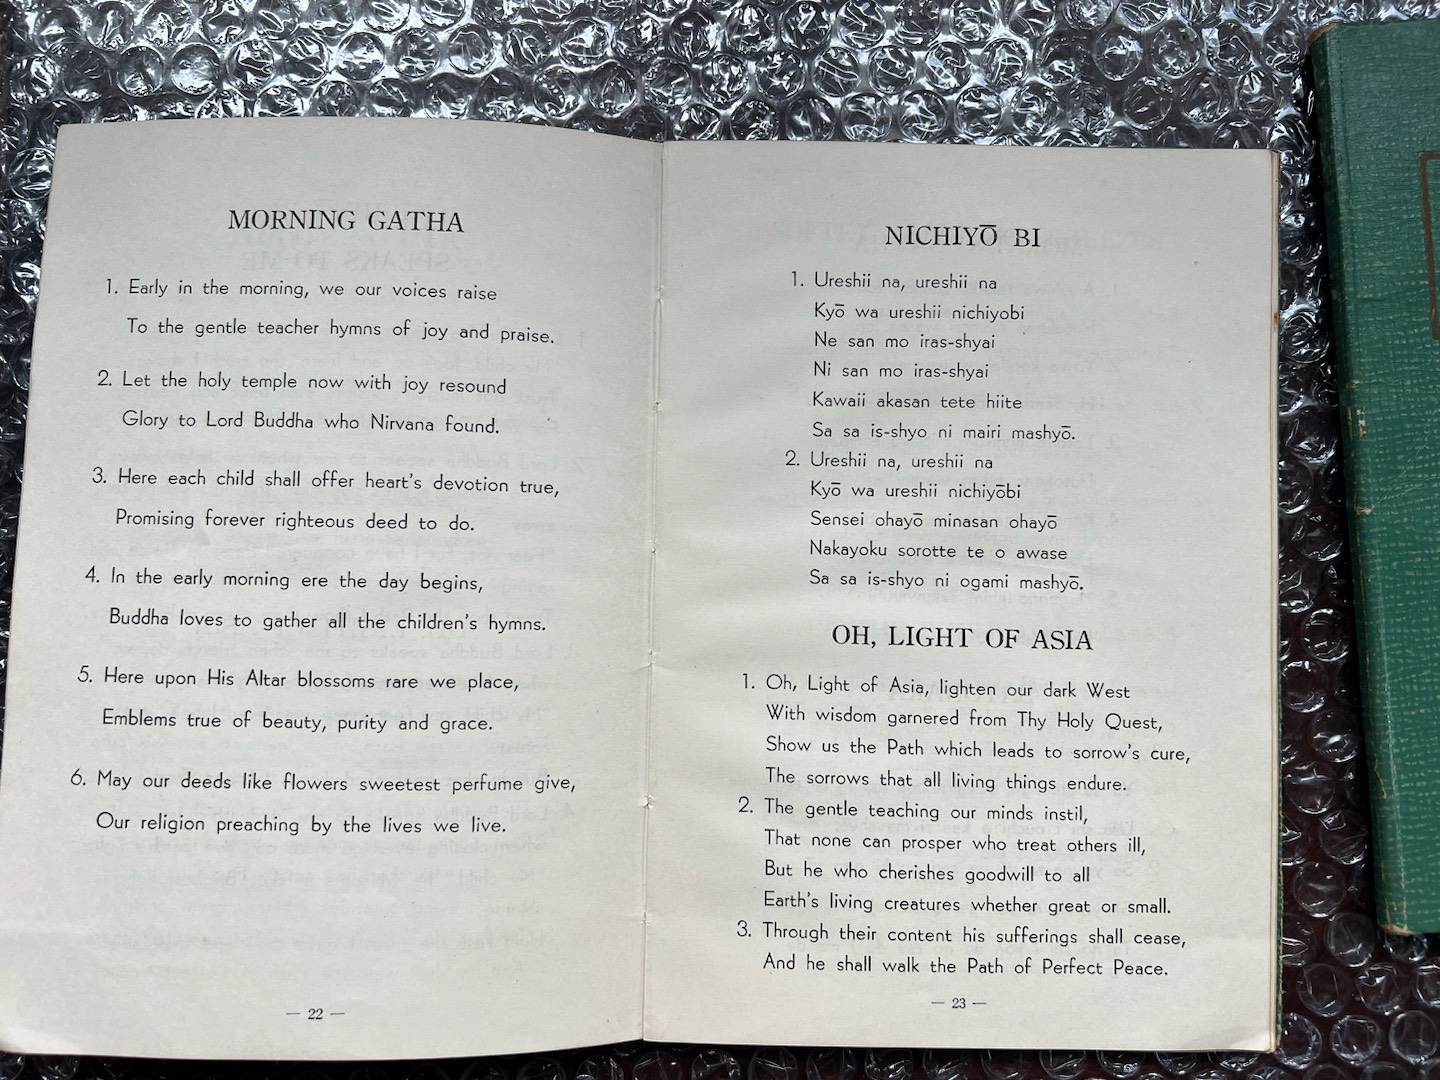 MORNING GATHA
1. Early in the morning, we our voices raise
To the gentle teacher hymns of joy and praise.
2. Let the holy temple now with joy resound
Glory to Lord Buddha who Nirvana found.
3. Here each child shall offer heart's devotion true,
Promising forever righteous deed to do.
4. In the early morning ere the day begins,
Buddha loves to gather all the children's hymns.
5. Here upon His Altar blossoms rare we place,
Emblems true of beauty, purity and grace.
6. May our deeds like flowers sweetest perfume give,
Our religion preaching by the lives we live.
— 22 —
NICHIYŌ BI
1. Ureshii na, ureshii na
Kyō wa ureshii nichiyobi
Ne san mo iras-shyai
Ni san mo iras-shyai
Kawaii akasan tete hiite
Sa sa is-shyo ni mairi mashyō.
2. Ureshii na, ureshii na
Kyō wa ureshii nichiyōbi
Sensei ohayō minasan ohayō
Nakayoku sorotte te o awase
Sa sa is-shyo ni ogami mashyō.
OH, LIGHT OF ASIA
1. Oh, Light of Asia, lighten our dark West
With wisdom garnered from Thy Holy Quest,
Show us the Path which leads to sorrow's cure,
The sorrows that all living things endure.
2. The gentle teaching our minds instil,
That none can prosper who treat others ill,
But he who cherishes goodwill to all
Earth's living creatures whether great or small.
3. Through their content his sufferings shall cease,
And he shall walk the Path of Perfect Peace.
— 23 —